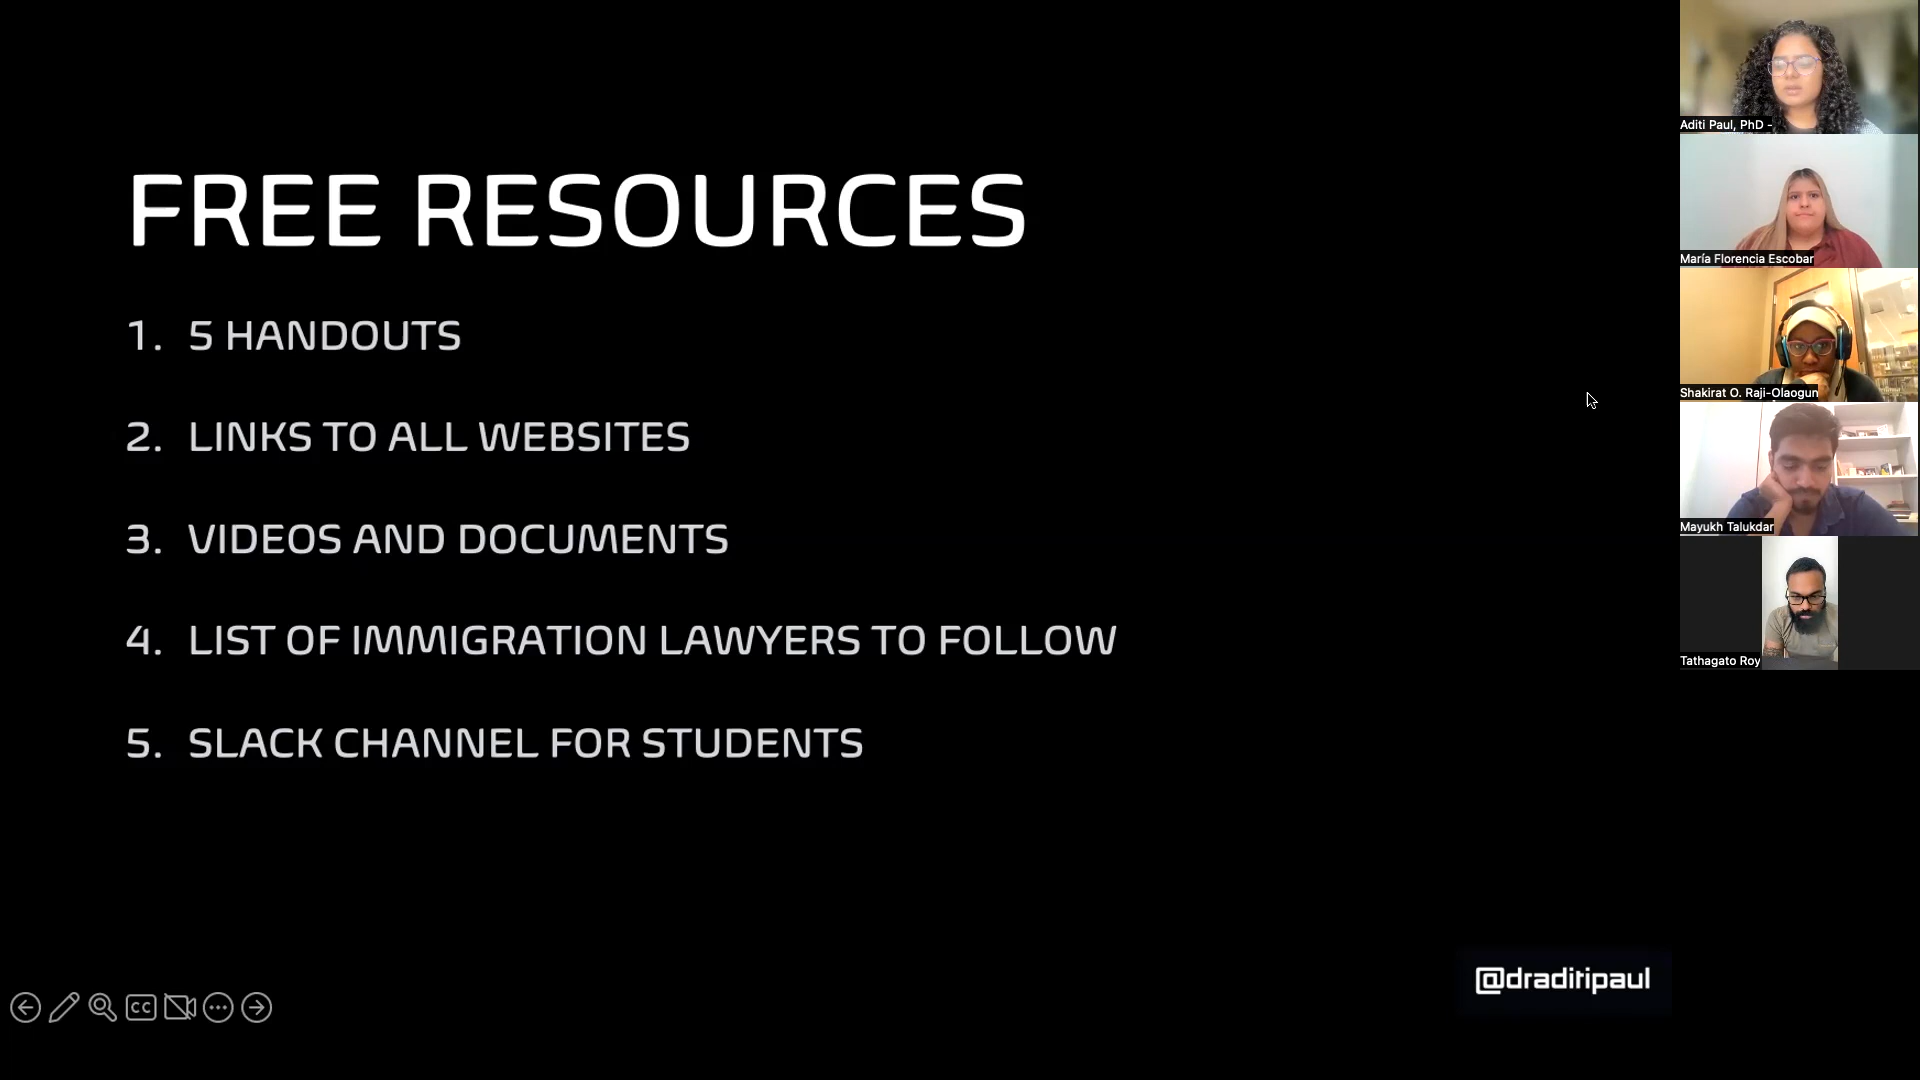 FREE RESOURCES
1. 5 HANDOUTS
2. LINKS TO ALL WEBSITES
3. VIDEOS AND DOCUMENTS
4. LIST OF IMMIGRATION LAWYERS TO FOLLOW
5. SLACK CHANNEL FOR STUDENTS
@draditipaul
CC
Aditi Paul, PhD -
María Florencia Escobar
Shakirat O. Raji-Olaogun
Mayukh Talukdar
Tathagato Roy